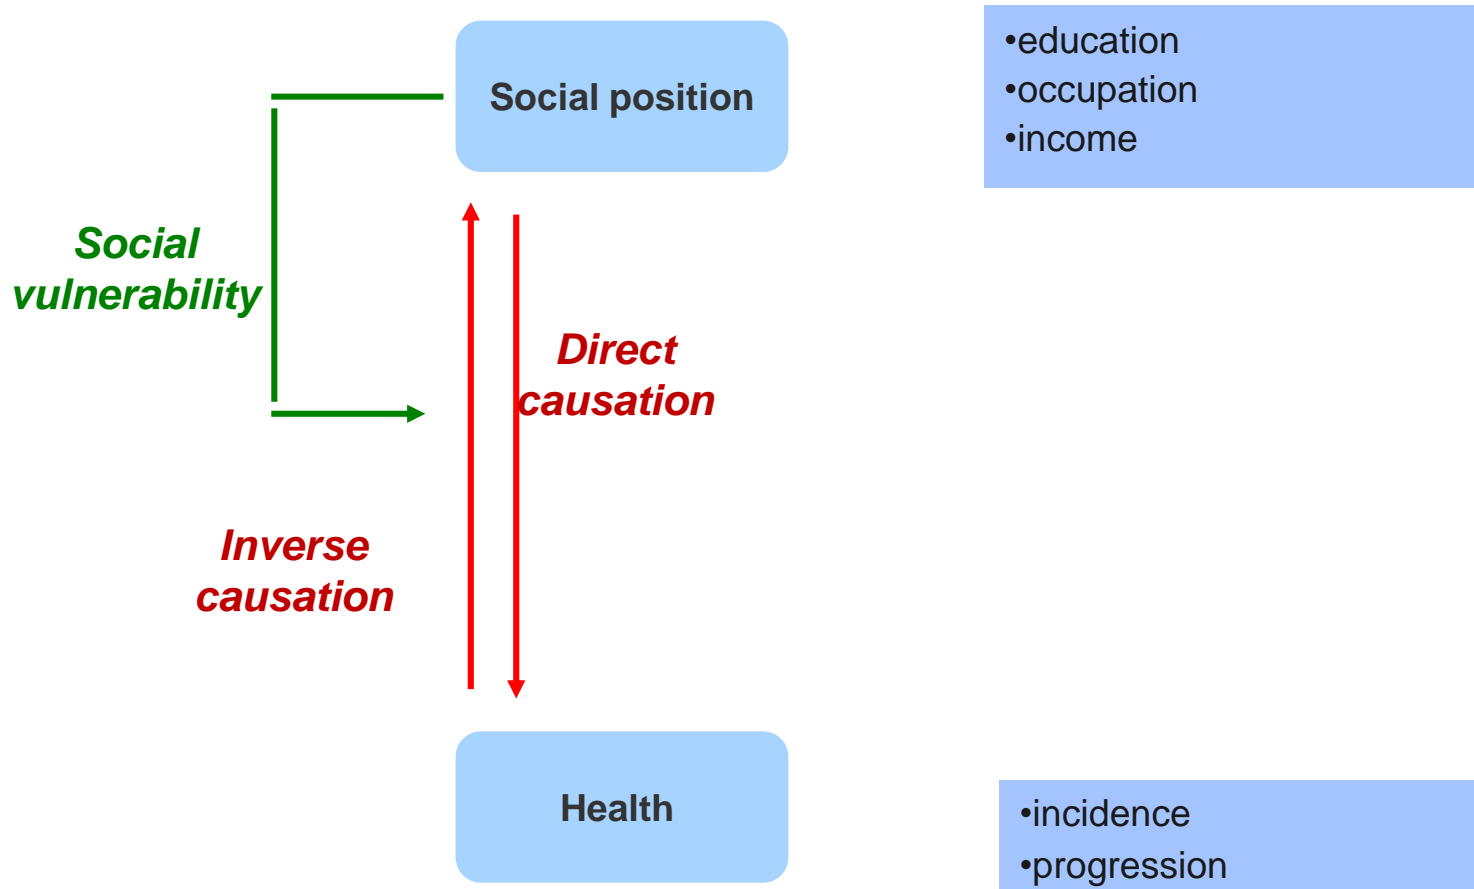 Social position
•education
•occupation
•income
Social
vulnerability
Direct
causation
Inverse
causation
Health
•incidence
•progression